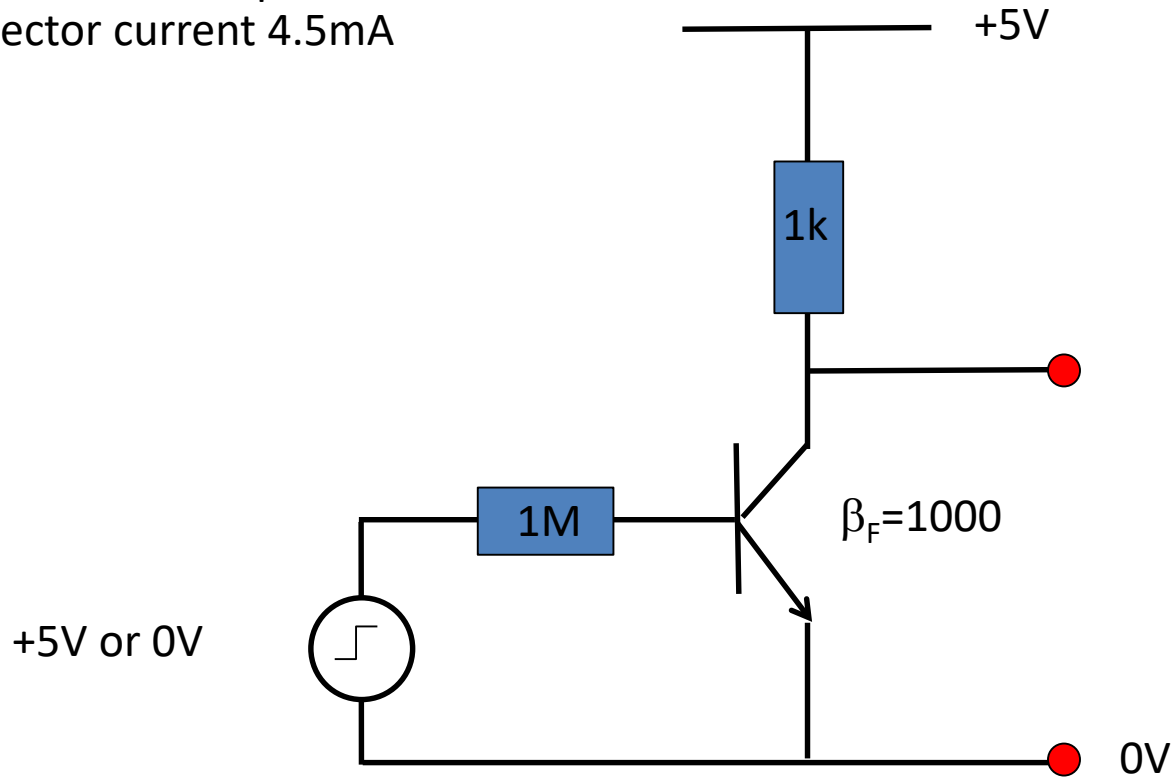 ector current 4.5mA
+5V
1k
1M
βF=1000
+5V or 0V
0V